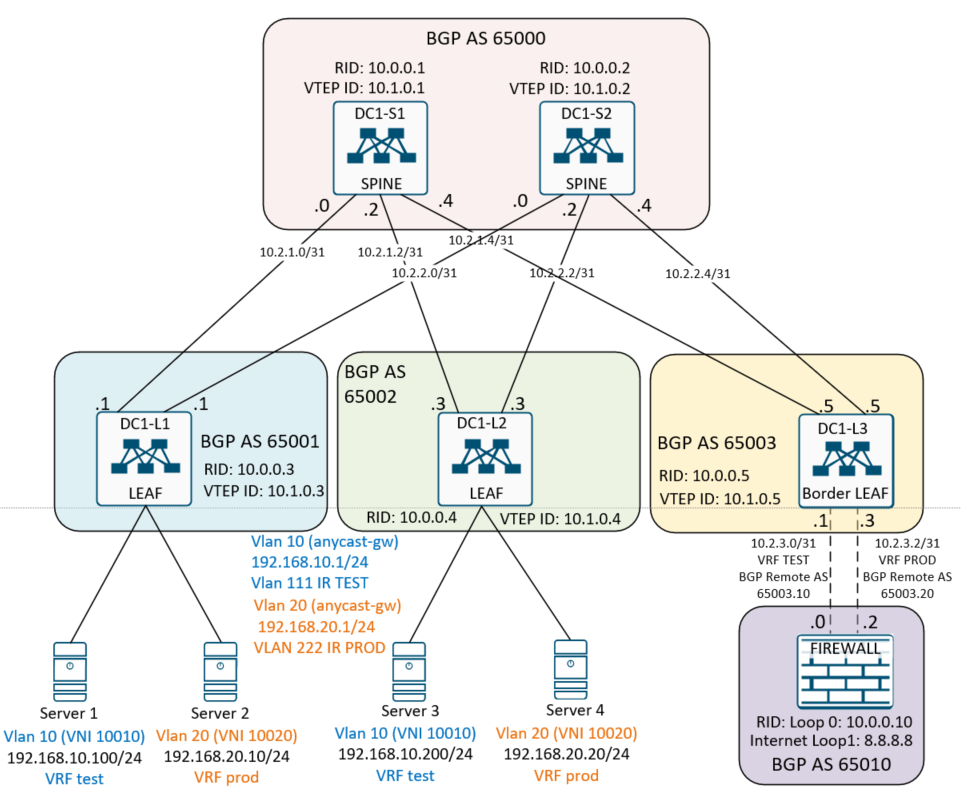 BGP AS 65000
RID: 10.0.0.1
VTEP ID: 10.1.0.1
RID: 10.0.0.2
VTEP ID: 10.1.0.2
DC1-S1
SPINE
DC1-S2
SPINE
.0
.2
.4
.0
.2
.4
10.2.1.0/31
10.2.1.2/31
10.2.1.4/31
10.2.2.0/31
10.2.2.2/31
10.2.2.4/31
.1
.1
DC1-L1
LEAF
BGP AS 65001
RID: 10.0.0.3
VTEP ID: 10.1.0.3
BGP AS
65002
.3
.3
DC1-L2
LEAF
RID: 10.0.0.4
VTEP ID: 10.1.0.4
BGP AS 65003
RID: 10.0.0.5
VTEP ID: 10.1.0.5
.5
.5
DC1-L3
Border LEAF
.1
.3
Vlan 10 (anycast-gw)
192.168.10.1/24
Vlan 111 IR TEST
Vlan 20 (anycast-gw)
192.168.20.1/24
VLAN 222 IR PROD
10.2.3.0/31
VRF TEST
BGP Remote AS
65003.10
10.2.3.2/31
VRF PROD
BGP Remote AS
65003.20
.0
.2
FIREWALL
RID: Loop 0: 10.0.0.10
Internet Loop1: 8.8.8.8
BGP AS 65010
Server 1
Vlan 10 (VNI 10010)
192.168.10.100/24
VRF test
Server 2
Vlan 20 (VNI 10020)
192.168.20.10/24
VRF prod
Server 3
Vlan 10 (VNI 10010)
192.168.10.200/24
VRF test
Server 4
Vlan 20 (VNI 10020)
192.168.20.20/24
VRF prod